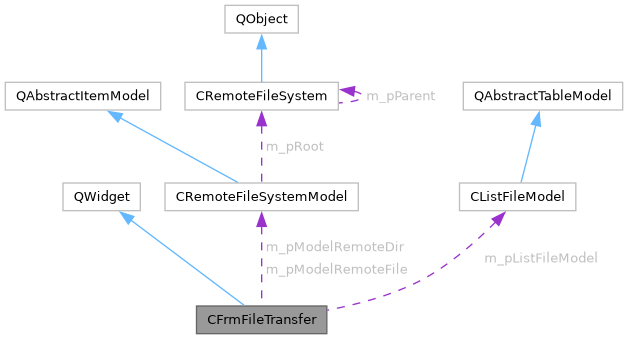 QObject
QAbstractItemModel
CRemoteFileSystem
m_pParent
QAbstractTableModel
m_pRoot
QWidget
CRemoteFileSystemModel
CListFileModel
m_pModelRemoteDir
m_pModelRemoteFile
m_pListFileModel
CFrmFileTransfer